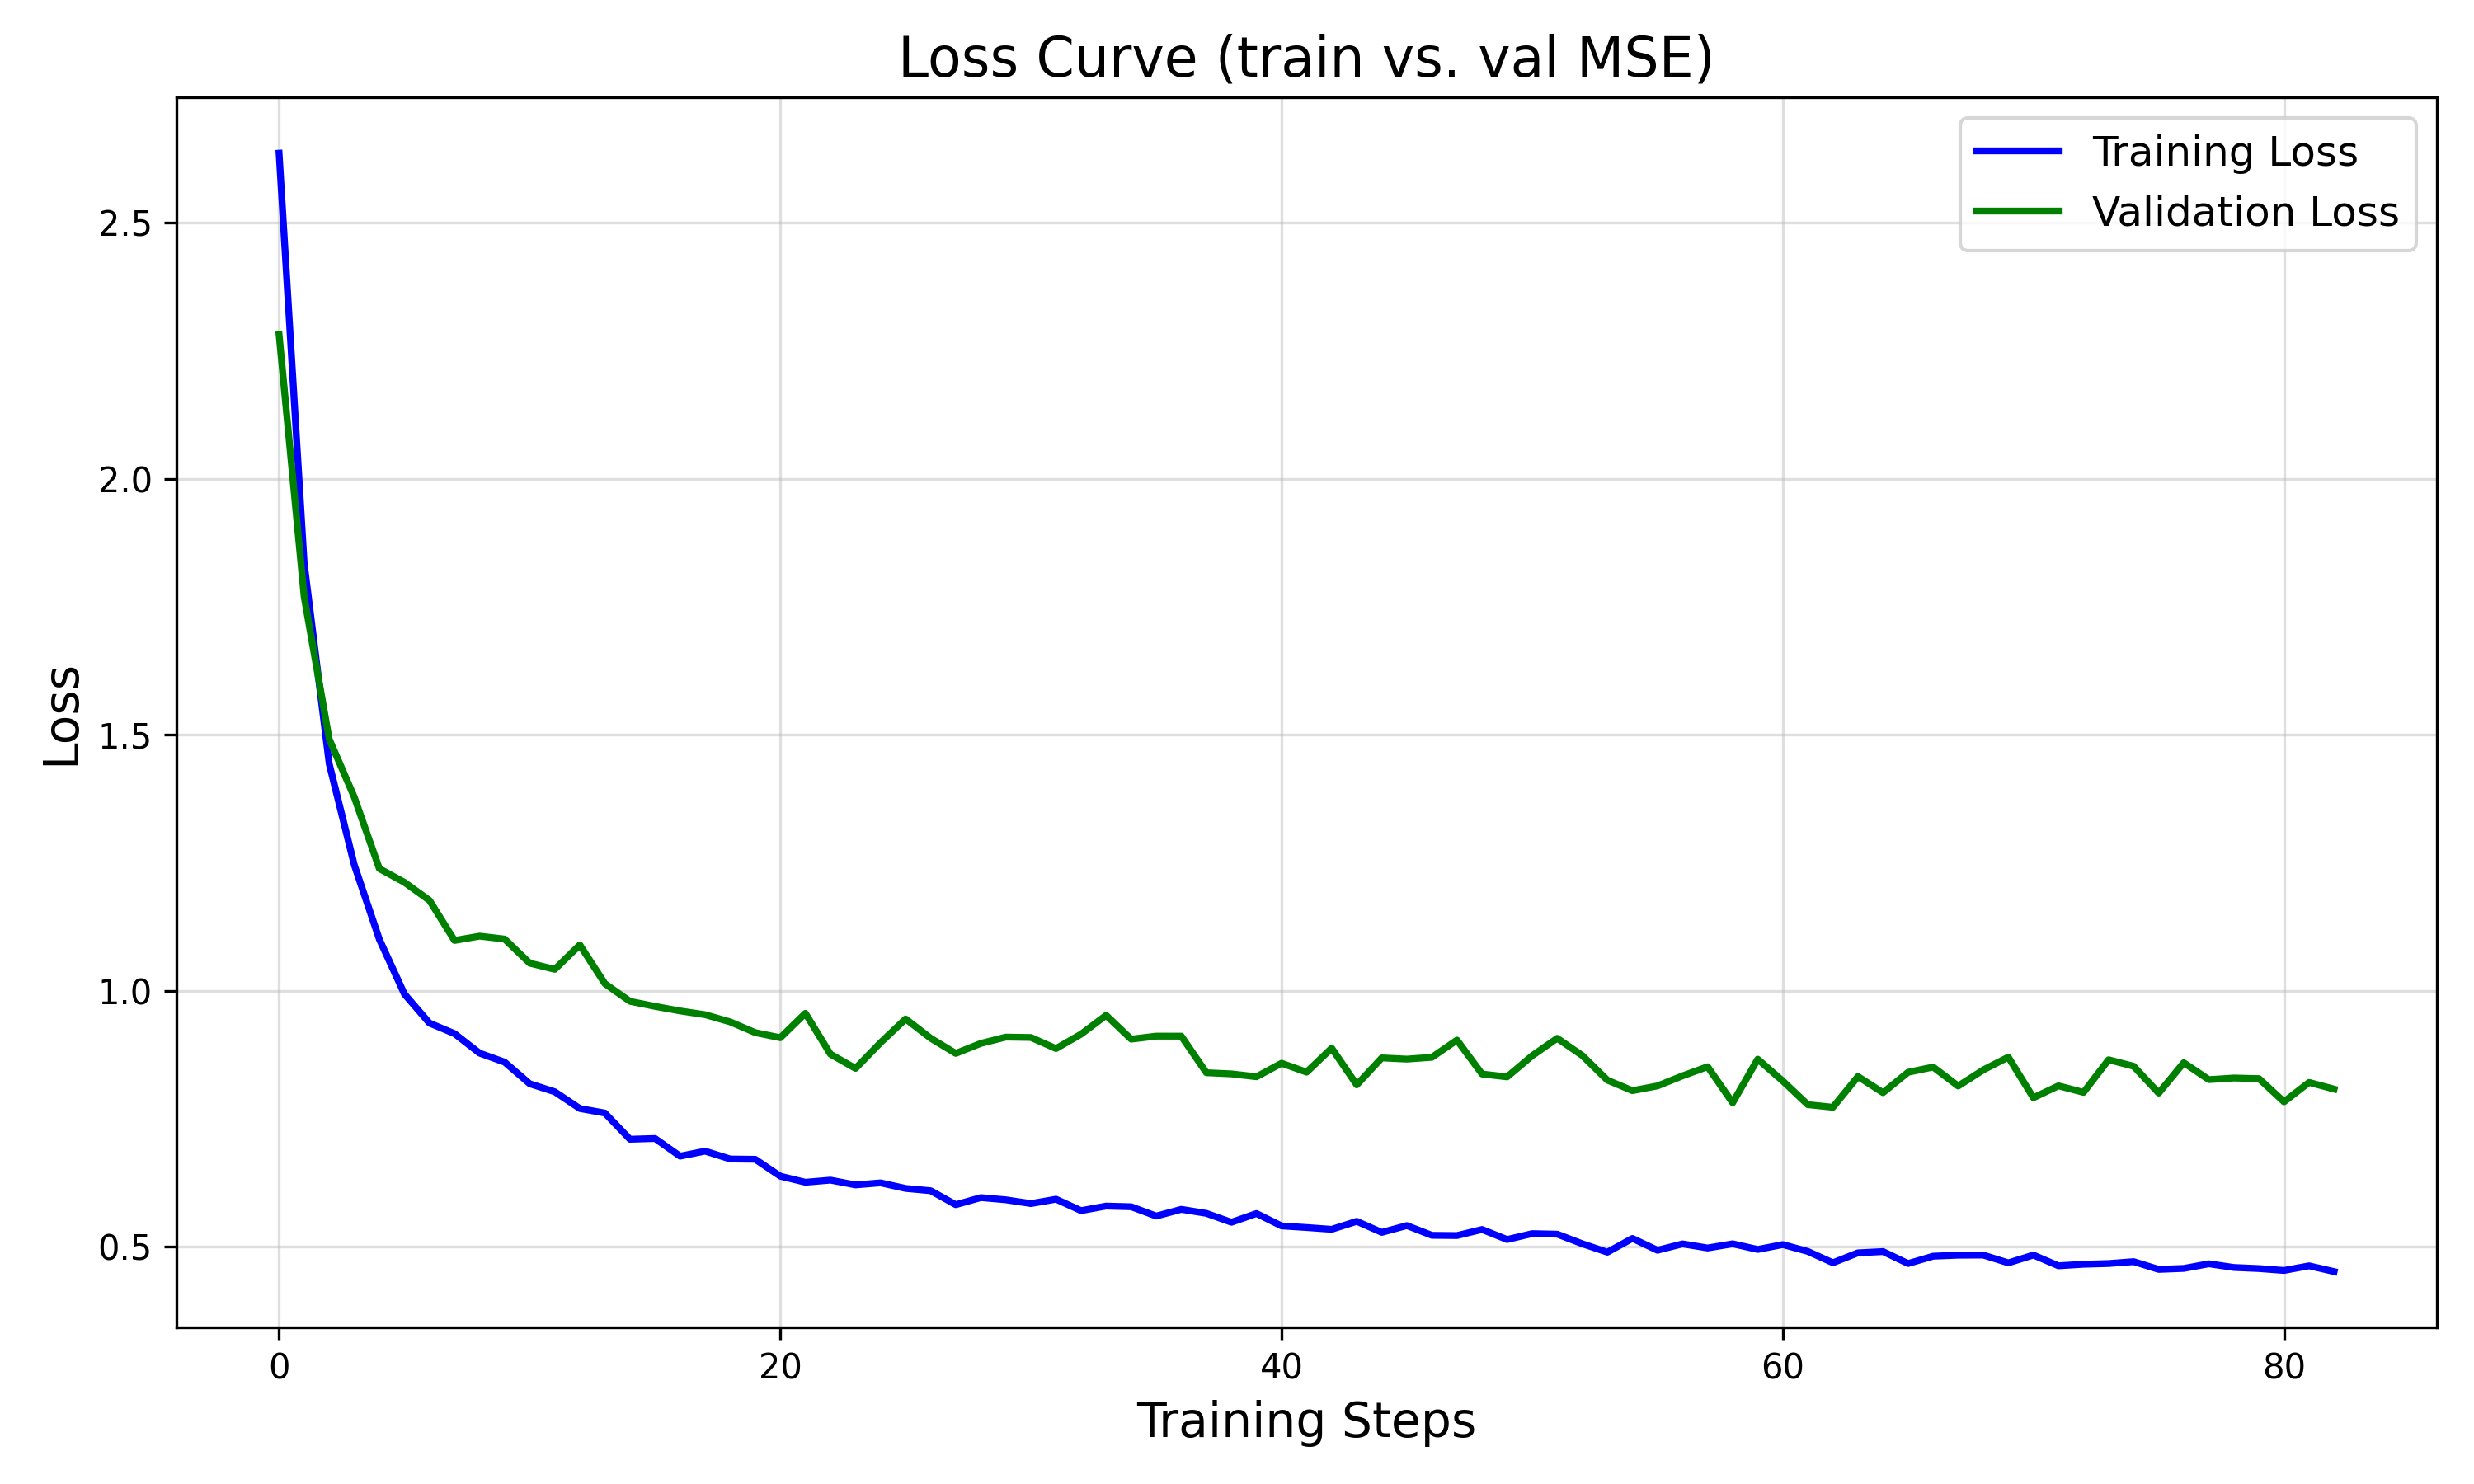 Loss Curve (train vs. val MSE)
Training Loss
Validation Loss
2.5
2.0
1.5
1.0
0.5
Loss
0 20 40 60 80
Training Steps